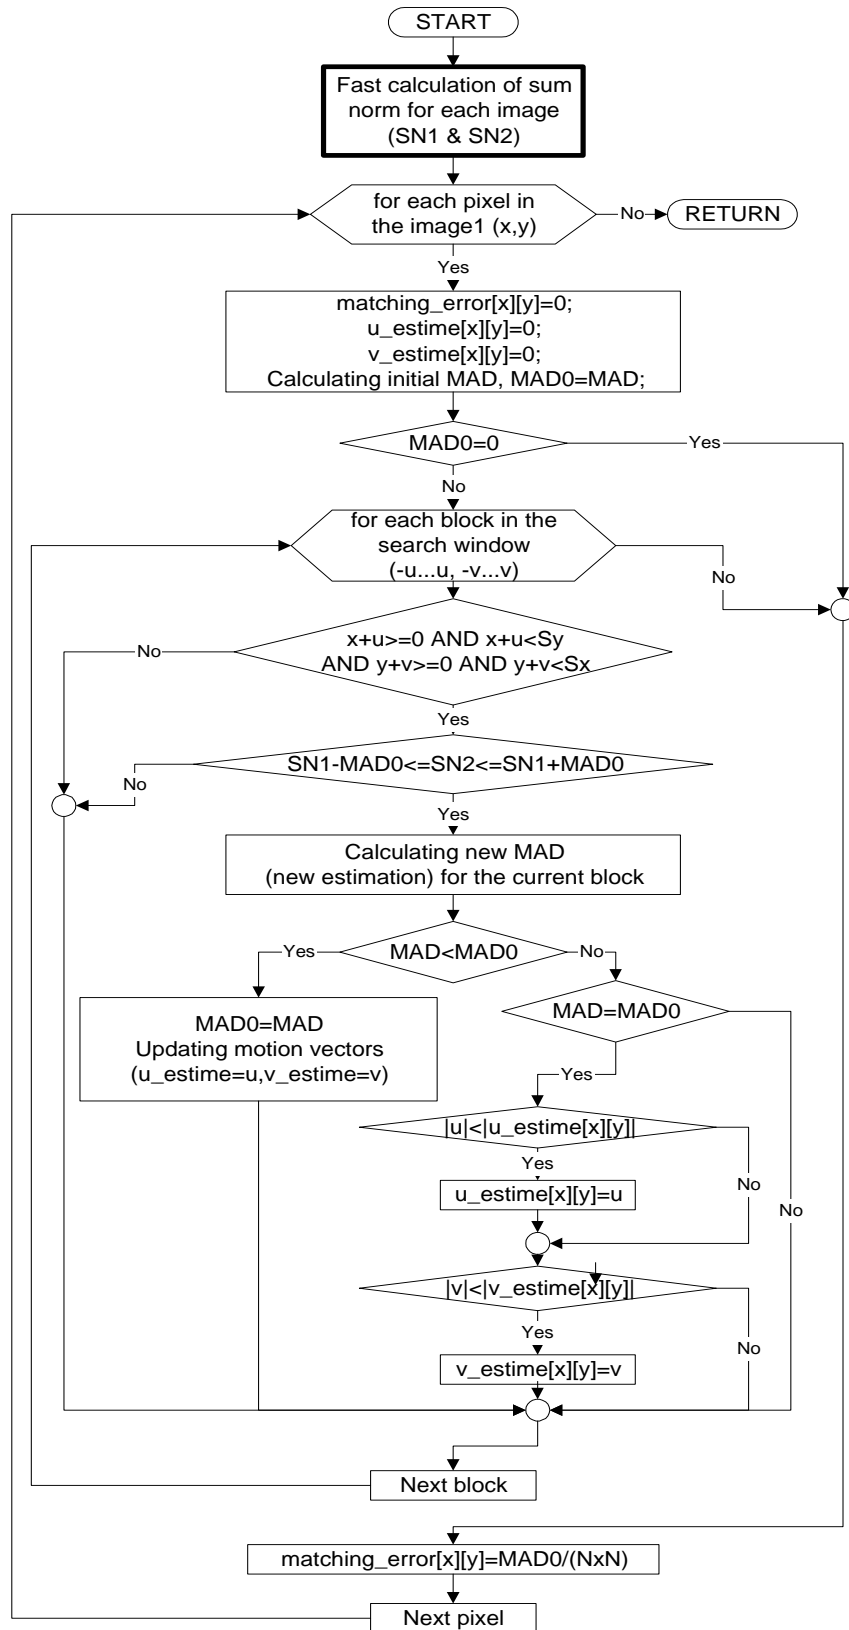 START
Fast calculation of sum
norm for each image
(SN1 & SN2)
for each pixel in
the image1 (x,y)
No
RETURN
Yes
matching_error[x][y]=0;
u_estime[x][y]=0;
v_estime[x][y]=0;
Calculating initial MAD, MAD0=MAD;
MAD0=0
Yes
No
for each block in the
search window
(-u...u, -v...v)
No
x+u>=0 AND x+u<Sy
AND y+v>=0 AND y+v<Sx
No
Yes
SN1-MAD0<=SN2<=SN1+MAD0
No
Yes
Calculating new MAD
(new estimation) for the current block
MAD<MAD0
Yes
No
MAD=MAD0
MAD0=MAD
Updating motion vectors
(u_estime=u,v_estime=v)
Yes
|u|<|u_estime[x][y]|
Yes
No
No
u_estime[x][y]=u
|v|<|v_estime[x][y]|
Yes
No
v_estime[x][y]=v
Next block
matching_error[x][y]=MAD0/(NxN)
Next pixel